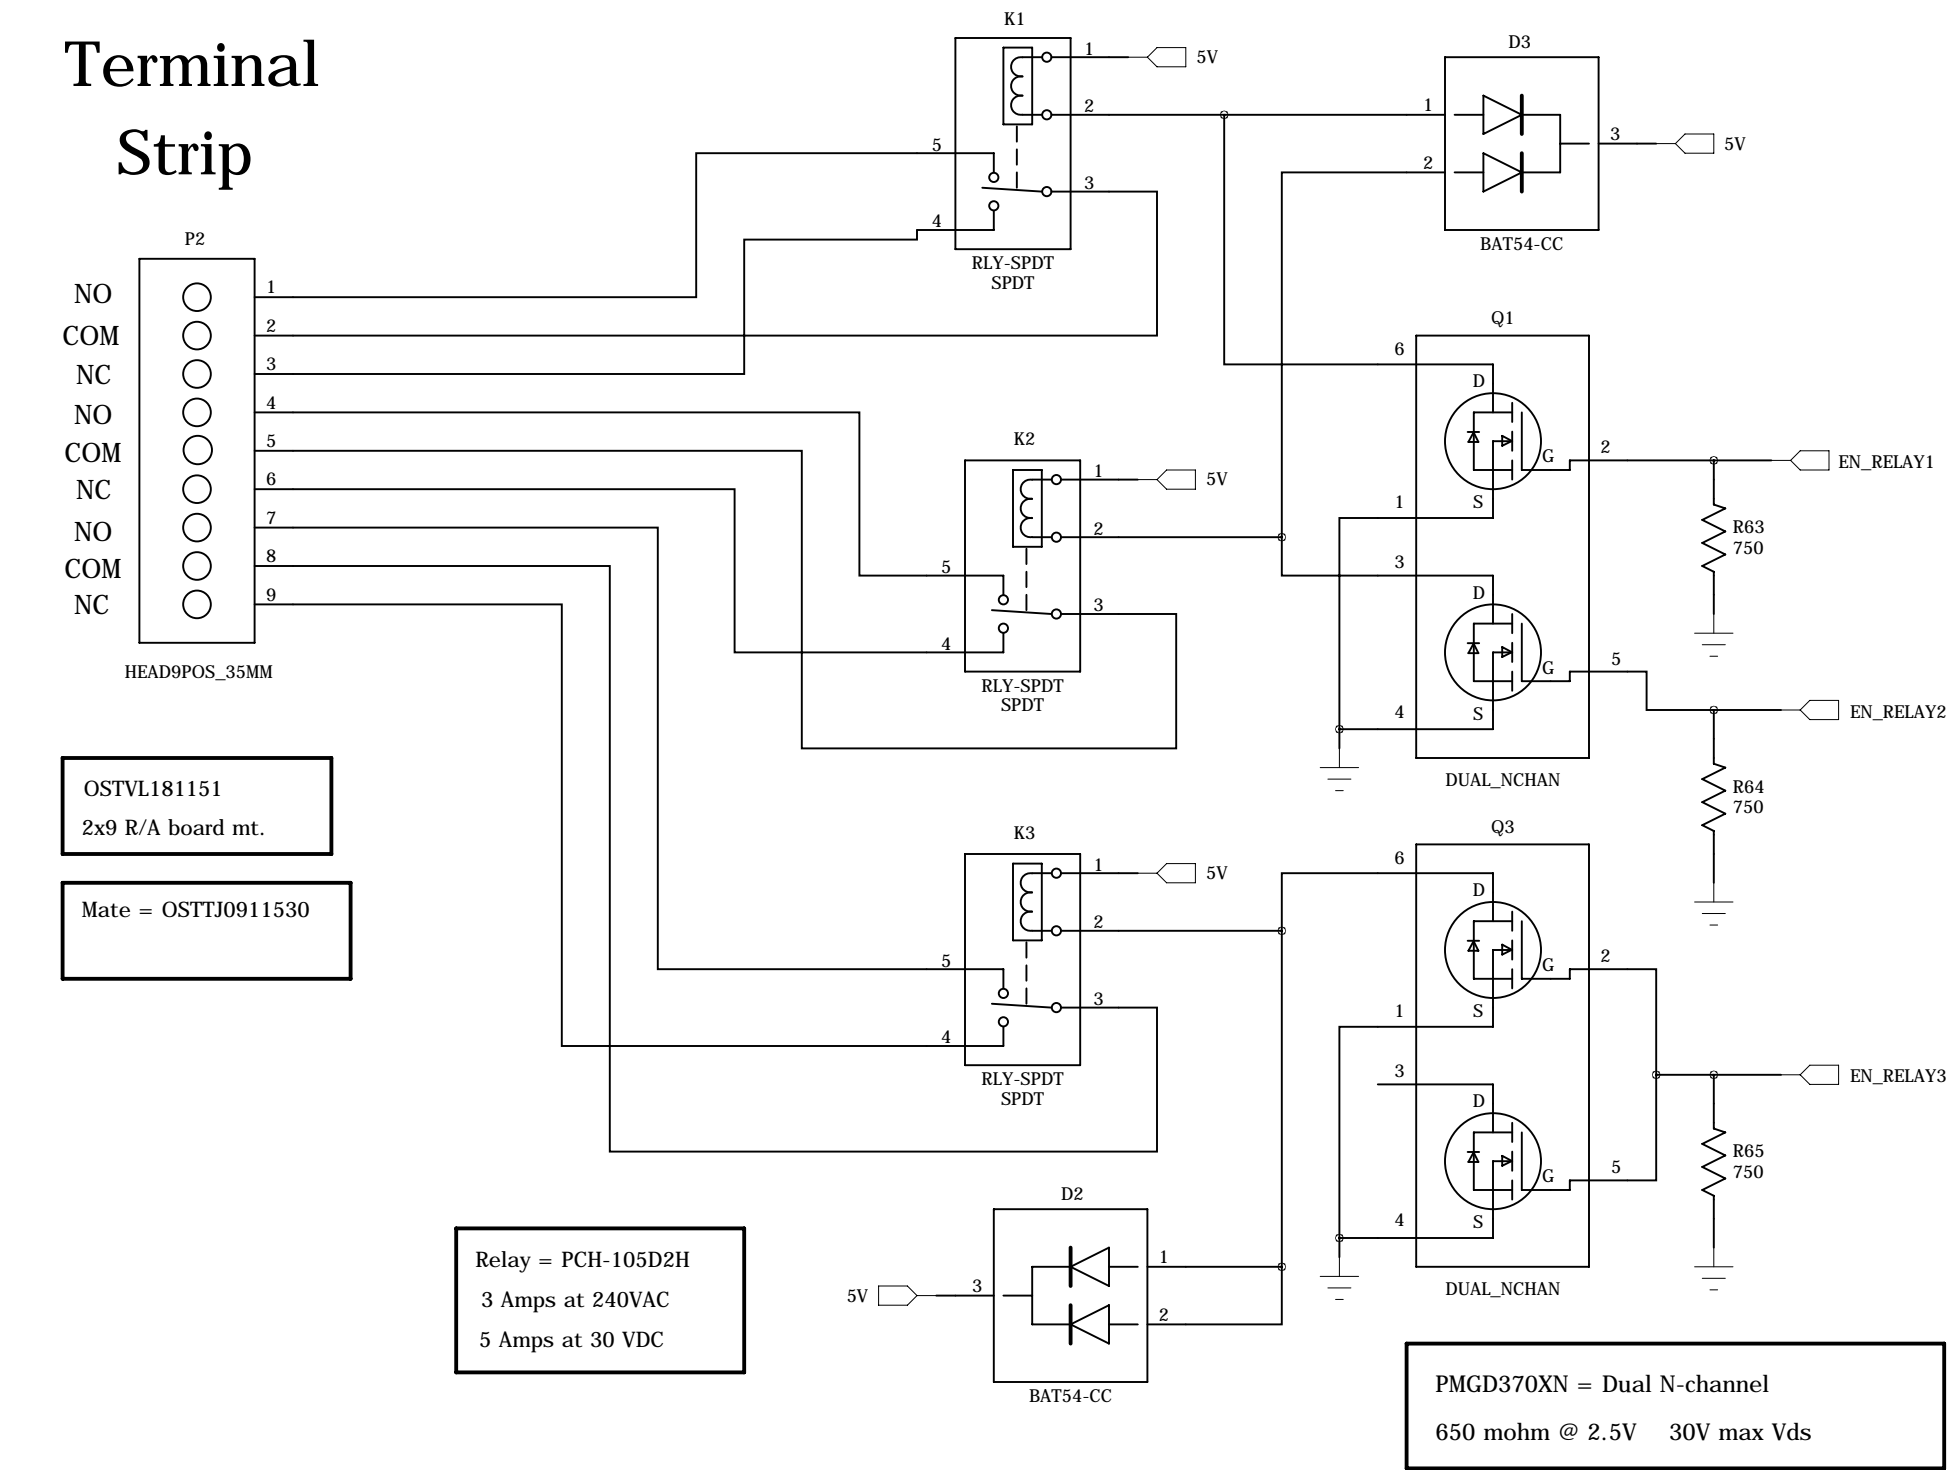 Terminal
Strip
P2
NO
COM
NC
NO
COM
NC
NO
COM
NC
1
2
3
4
5
6
7
8
9
HEAD9POS_35MM
OSTVL181151
2x9 R/A board mt.
Mate = OSTTJ0911530
K1
1
5V
2
5
3
4
RLY-SPDT
SPDT
K2
1
5V
2
5
3
4
RLY-SPDT
SPDT
K3
1
5V
2
5
3
4
RLY-SPDT
SPDT
D3
1
2
3
5V
BAT54-CC
Q1
6
D
G
2
EN_RELAY1
1
S
R63
750
3
D
G
5
EN_RELAY2
4
S
DUAL_NCHAN
R64
750
Q3
6
D
G
2
1
S
3
EN_RELAY3
D
G
5
4
S
DUAL_NCHAN
R65
750
D2
1
5V
3
2
BAT54-CC
Relay = PCH-105D2H
3 Amps at 240VAC
5 Amps at 30 VDC
PMGD370XN = Dual N-channel
650 mohm @ 2.5V 30V max Vds